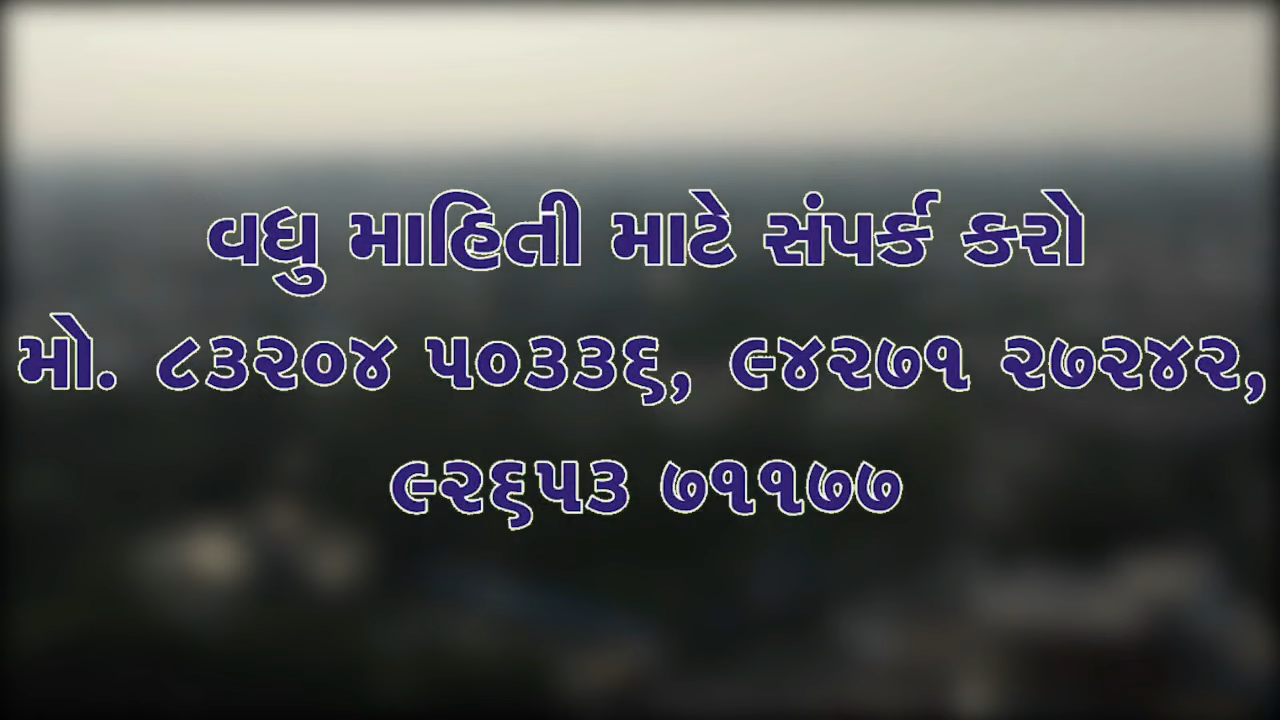 વધુ માહિતી માટે સંપર્ક કરો
મો. ૮૩૨૦૪ ૫૦૩૩૬, ૯૪૨૭૧ ૨૭૨૪૨,
૯૨૬૫૩ ૭૧૧૭૭